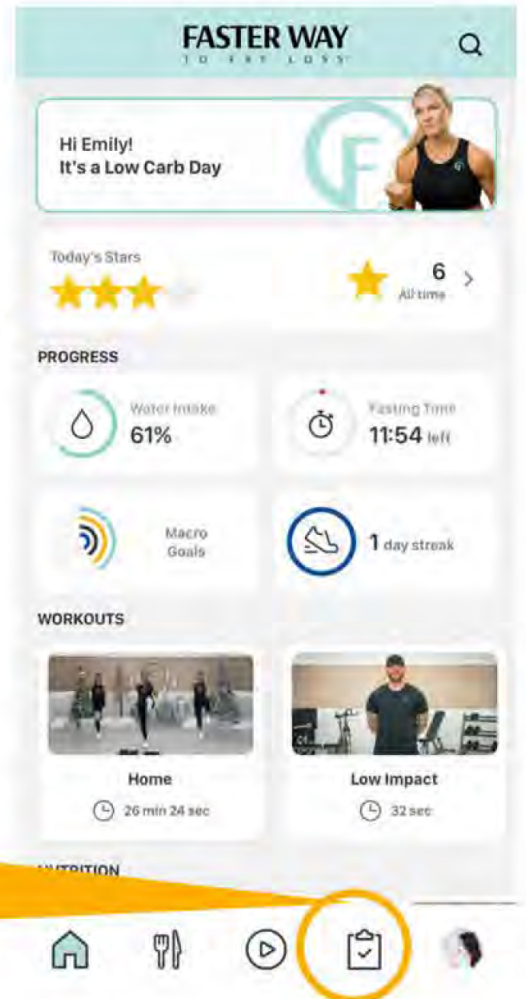 FASTER WAY
TO FAT LOSS
Hi Emily!
It's a Low Carb Day
Today's Stars
6
All time
PROGRESS
Water Intake
61%
Fasting Time
11:54 left
Macro
Goals
1 day streak
WORKOUTS
Home
26 min 24 sec
Low Impact
32 sec
NUTRITION